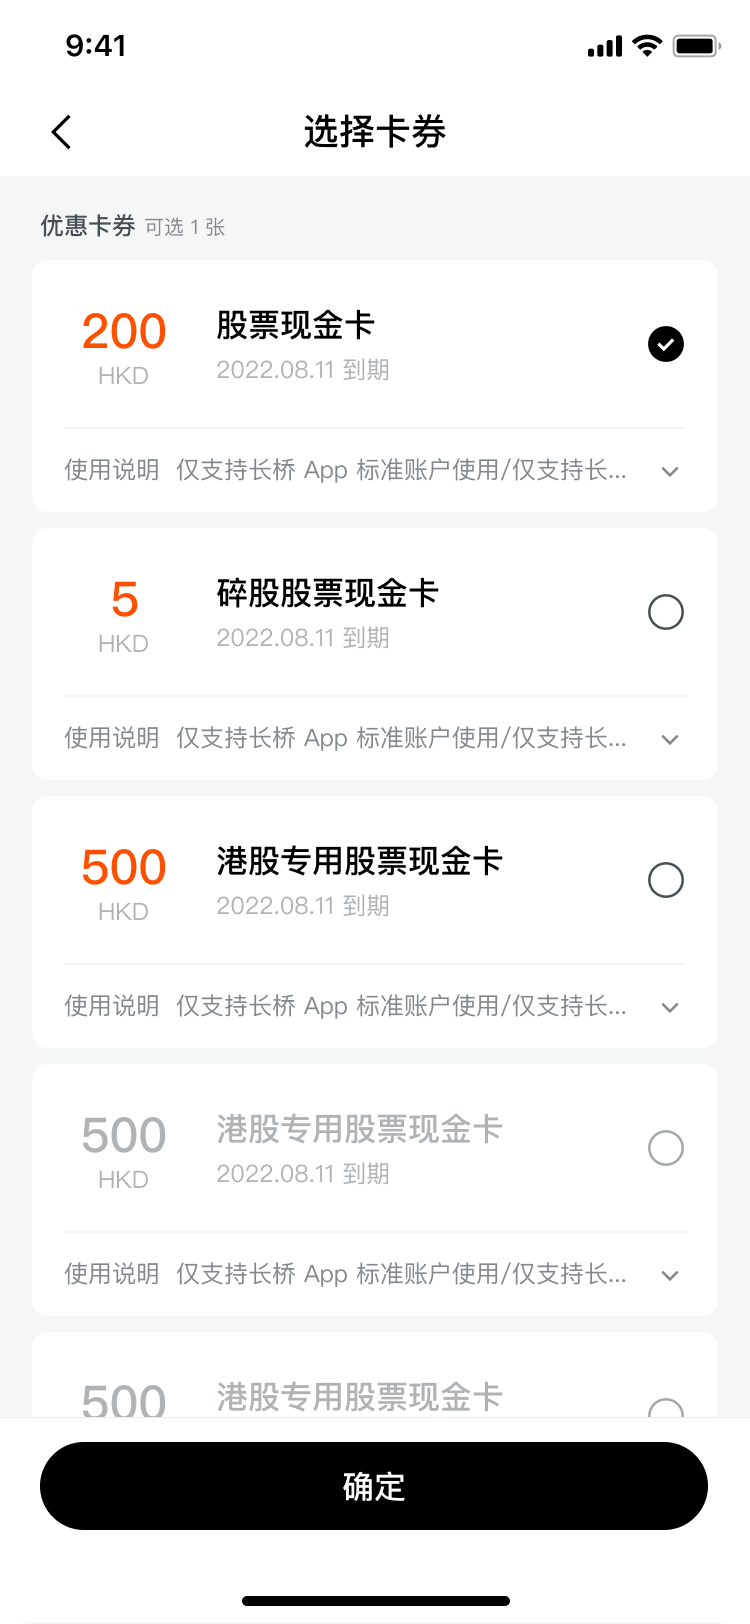 9:41
选择卡券
优惠卡券 可选 1 张
200
HKD
股票现金卡
2022.08.11 到期
使用说明 仅支持长桥 App 标准账户使用/仅支持长...
5
HKD
碎股股票现金卡
2022.08.11 到期
使用说明 仅支持长桥 App 标准账户使用/仅支持长...
500
HKD
港股专用股票现金卡
2022.08.11 到期
使用说明 仅支持长桥 App 标准账户使用/仅支持长...
500
HKD
港股专用股票现金卡
2022.08.11 到期
使用说明 仅支持长桥 App 标准账户使用/仅支持长...
500
港股专用股票现金卡
确定